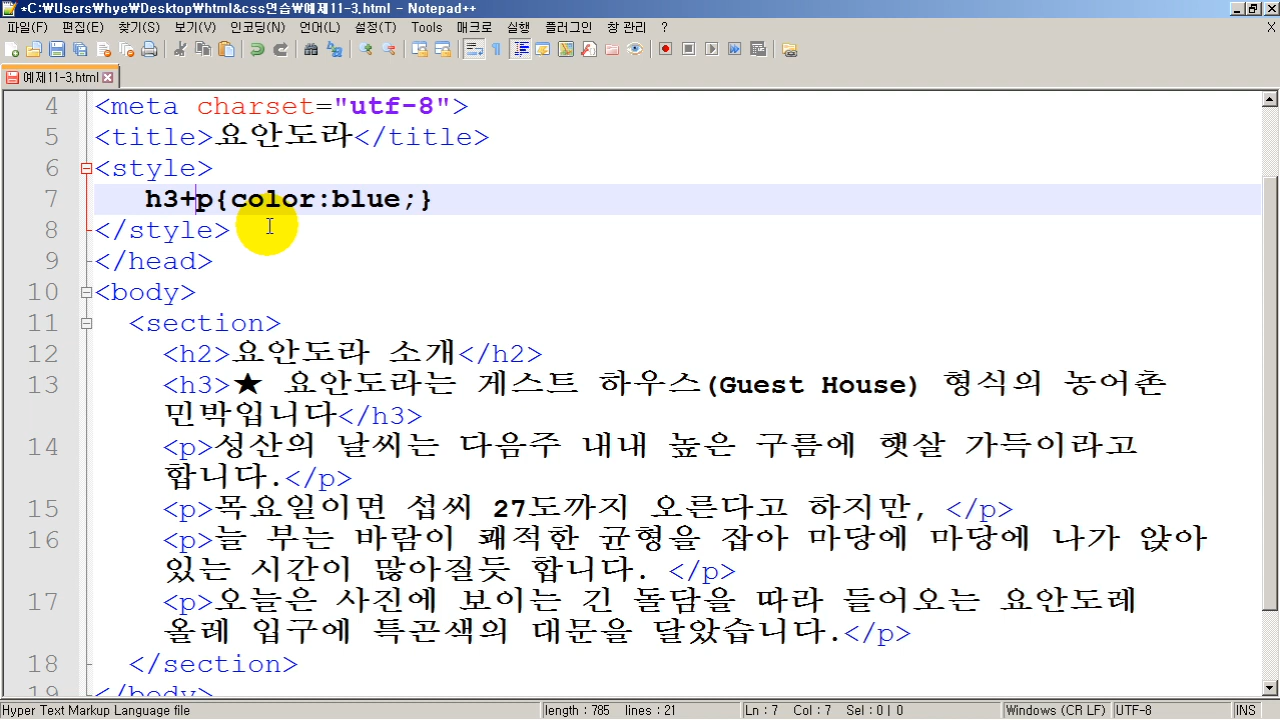 *C:\Users\hye\Desktop\html&css연습\예제11-3.html - Notepad++
파일(F) 편집(E) 찾기(S) 보기(V) 인코딩(N) 언어(L) 설정(T) Tools 매크로 실행 플러그인 창 관리 ? X
예제11-3.html
4 <meta charset="utf-8">
5 <title>요안도라</title>
6 <style>
7 h3+p{color:blue;}
8 </style>
9 </head>
10 <body>
11 <section>
12 <h2>요안도라 소개</h2>
13 <h3>★ 요안도라는 게스트 하우스(Guest House) 형식의 농어촌
민박입니다</h3>
14 <p>성산의 날씨는 다음주 내내 높은 구름에 햇살 가득이라고
합니다.</p>
15 <p>목요일이면 섭씨 27도까지 오른다고 하지만, </p>
16 <p>늘 부는 바람이 쾌적한 균형을 잡아 마당에 마당에 나가 앉아
있는 시간이 많아질듯 합니다. </p>
17 <p>오늘은 사진에 보이는 긴 돌담을 따라 들어오는 요안도레
올레 입구에 특곤색의 대문을 달았습니다.</p>
18 </section>
19 </body>
Hyper Text Markup Language file length : 785 lines : 21 Ln : 7 Col : 7 Sel : 0 | 0 Windows (CR LF) UTF-8 INS